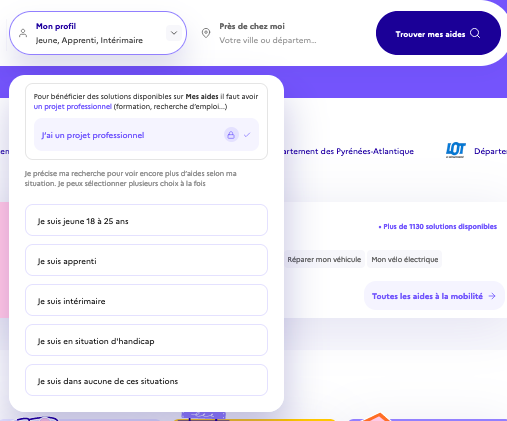 Mon profil
Jeune, Apprenti, Intérimaire
Près de chez moi
Votre ville ou départem...
Trouver mes aides
Pour bénéficier des solutions disponibles sur Mes aides il faut avoir
un projet professionnel (formation, recherche d'emploi...)
J'ai un projet professionnel
Je précise ma recherche pour voir encore plus d'aides selon ma
situation. Je peux sélectionner plusieurs choix à la fois
Je suis jeune 18 à 25 ans
Je suis apprenti
Je suis intérimaire
Je suis en situation d'handicap
Je suis dans aucune de ces situations
artement des Pyrénées-Atlantique
LOT
Départe
• Plus de 1130 solutions disponibles
Réparer mon véhicule
Mon vélo électrique
Toutes les aides à la mobilité